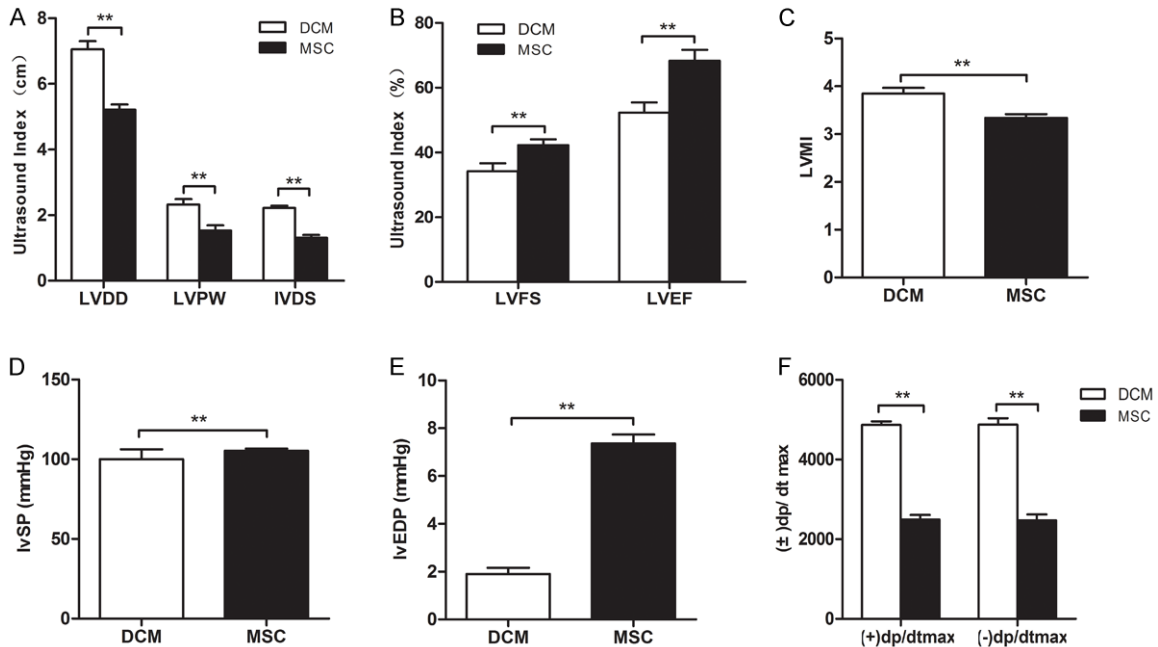 A
Ultrasound Index（cm）
8
6
4
2
0
**
**
**
DCM
MSC
LVDD LVPW IVDS
B
Ultrasound Index（%）
80
60
40
20
0
DCM
MSC
**
**
LVFS LVEF
C
LVMI
5
4
3
2
1
0
**
DCM MSC
D
lvSP (mmHg)
150
100
50
0
**
DCM MSC
E
lvEDP (mmHg)
10
8
6
4
2
0
**
DCM MSC
F
(±)dp/ dt max
6000
4000
2000
0
**
**
DCM
MSC
(+)dp/dtmax (-)dp/dtmax